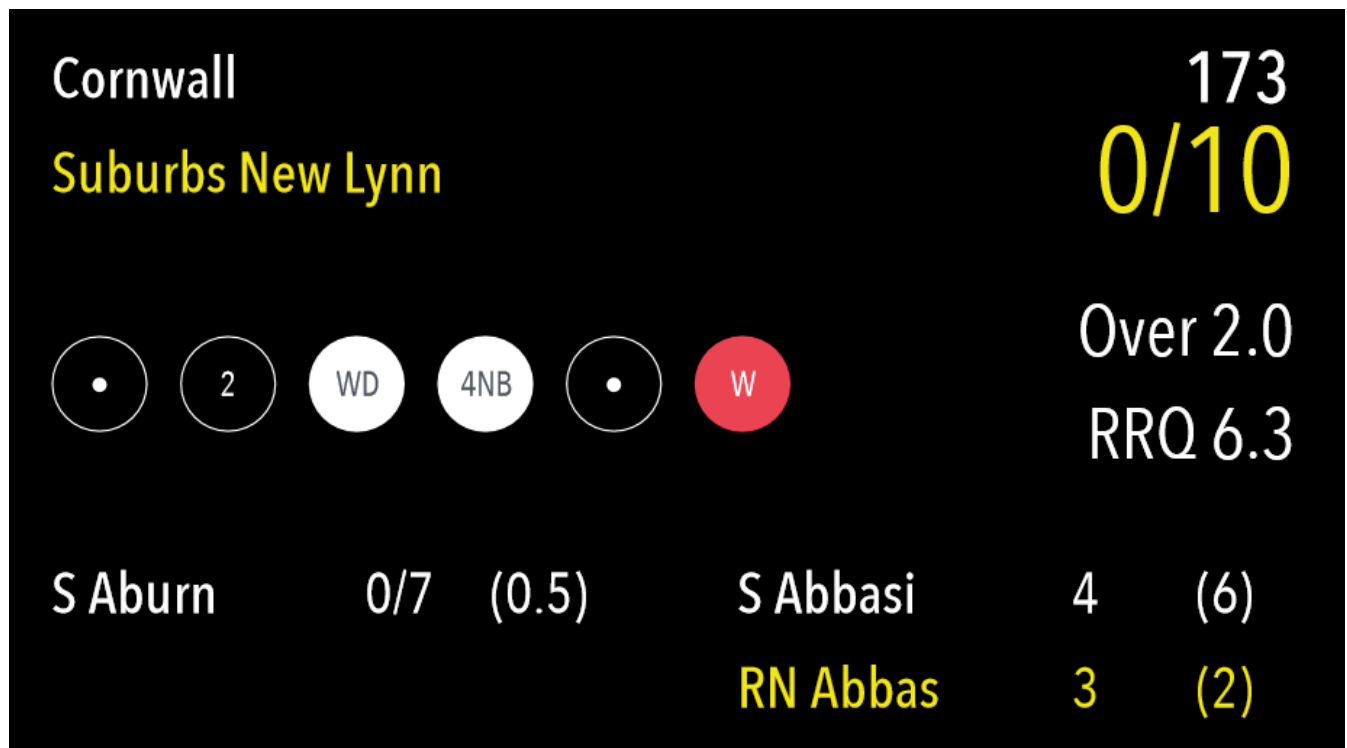 Cornwall 173
Suburbs New Lynn 0/10
• 2 WD 4NB • W
Over 2.0
RRQ 6.3
S Aburn 0/7 (0.5) S Abbasi 4 (6)
RN Abbas 3 (2)